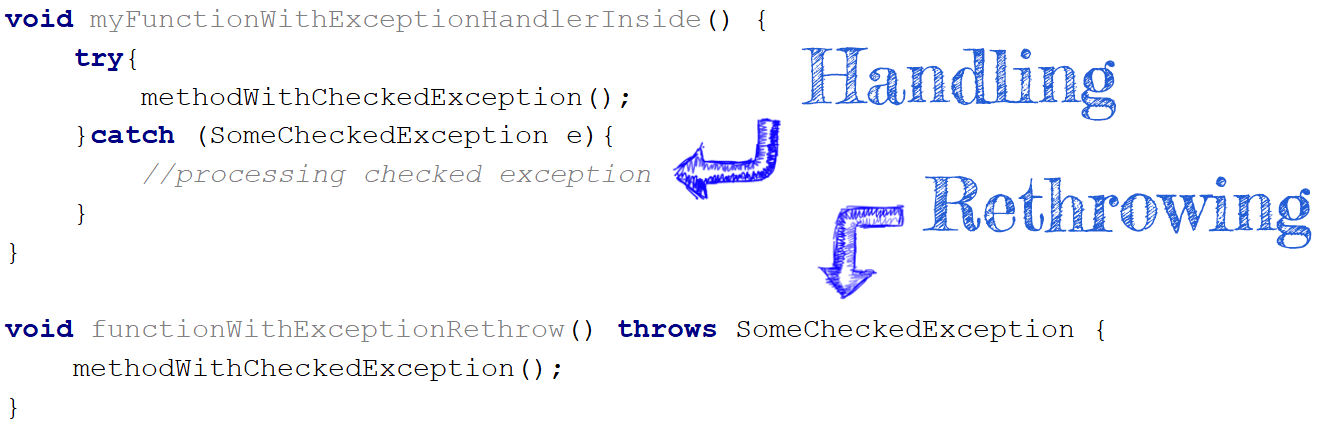 void myFunctionWithExceptionHandlerInside() {
try{
Handling
methodWithCheckedException();
}catch (SomeCheckedException e){
//processing checked exception
Rethrowing
}
}
void functionWithExceptionRethrow() throws SomeCheckedException {
methodWithCheckedException();
}